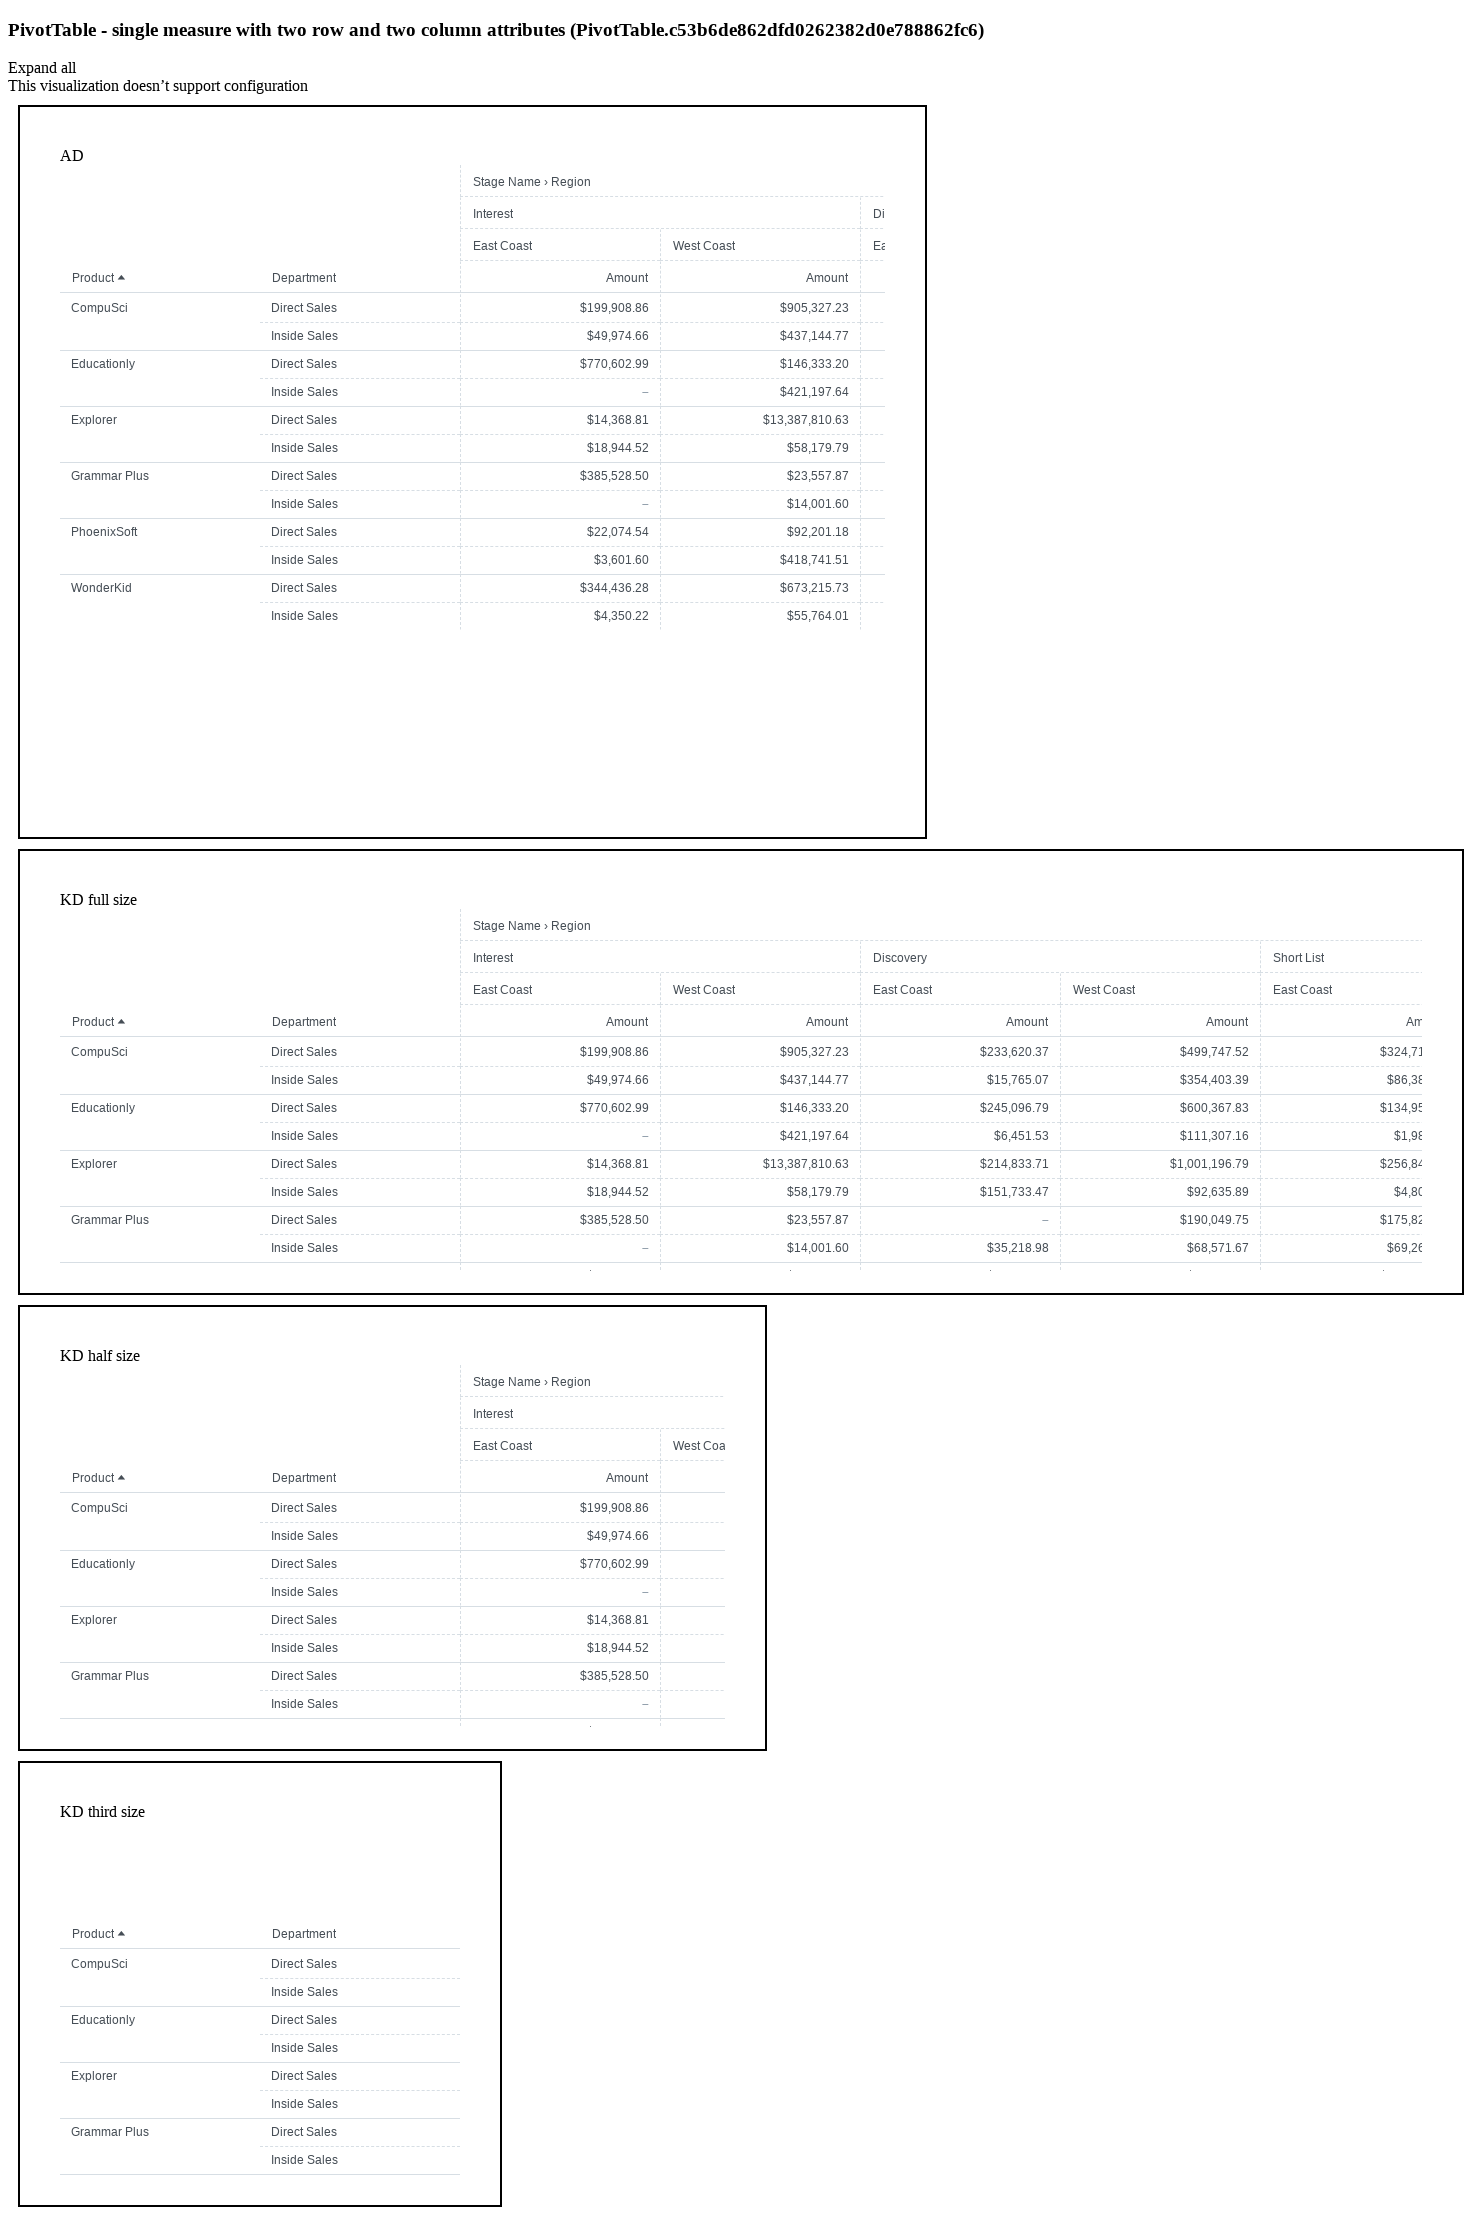 PivotTable - single measure with two row and two column attributes (PivotTable.c53b6de862dfd0262382d0e788862fc6)
Expand all
This visualization doesn’t support configuration
AD
Stage Name › Region
Interest Di
East Coast West Coast Ea
Product Department Amount Amount
CompuSci Direct Sales $199,908.86 $905,327.23
Inside Sales $49,974.66 $437,144.77
Educationly Direct Sales $770,602.99 $146,333.20
Inside Sales – $421,197.64
Explorer Direct Sales $14,368.81 $13,387,810.63
Inside Sales $18,944.52 $58,179.79
Grammar Plus Direct Sales $385,528.50 $23,557.87
Inside Sales – $14,001.60
PhoenixSoft Direct Sales $22,074.54 $92,201.18
Inside Sales $3,601.60 $418,741.51
WonderKid Direct Sales $344,436.28 $673,215.73
Inside Sales $4,350.22 $55,764.01
KD full size
Stage Name › Region
Interest Discovery Short List
East Coast West Coast East Coast West Coast East Coast
Product Department Amount Amount Amount Amount Am
CompuSci Direct Sales $199,908.86 $905,327.23 $233,620.37 $499,747.52 $324,71
Inside Sales $49,974.66 $437,144.77 $15,765.07 $354,403.39 $86,38
Educationly Direct Sales $770,602.99 $146,333.20 $245,096.79 $600,367.83 $134,95
Inside Sales – $421,197.64 $6,451.53 $111,307.16 $1,98
Explorer Direct Sales $14,368.81 $13,387,810.63 $214,833.71 $1,001,196.79 $256,84
Inside Sales $18,944.52 $58,179.79 $151,733.47 $92,635.89 $4,80
Grammar Plus Direct Sales $385,528.50 $23,557.87 – $190,049.75 $175,82
Inside Sales – $14,001.60 $35,218.98 $68,571.67 $69,26
KD half size
Stage Name › Region
Interest
East Coast West Coa
Product Department Amount
CompuSci Direct Sales $199,908.86
Inside Sales $49,974.66
Educationly Direct Sales $770,602.99
Inside Sales –
Explorer Direct Sales $14,368.81
Inside Sales $18,944.52
Grammar Plus Direct Sales $385,528.50
Inside Sales –
KD third size
Product Department
CompuSci Direct Sales
Inside Sales
Educationly Direct Sales
Inside Sales
Explorer Direct Sales
Inside Sales
Grammar Plus Direct Sales
Inside Sales